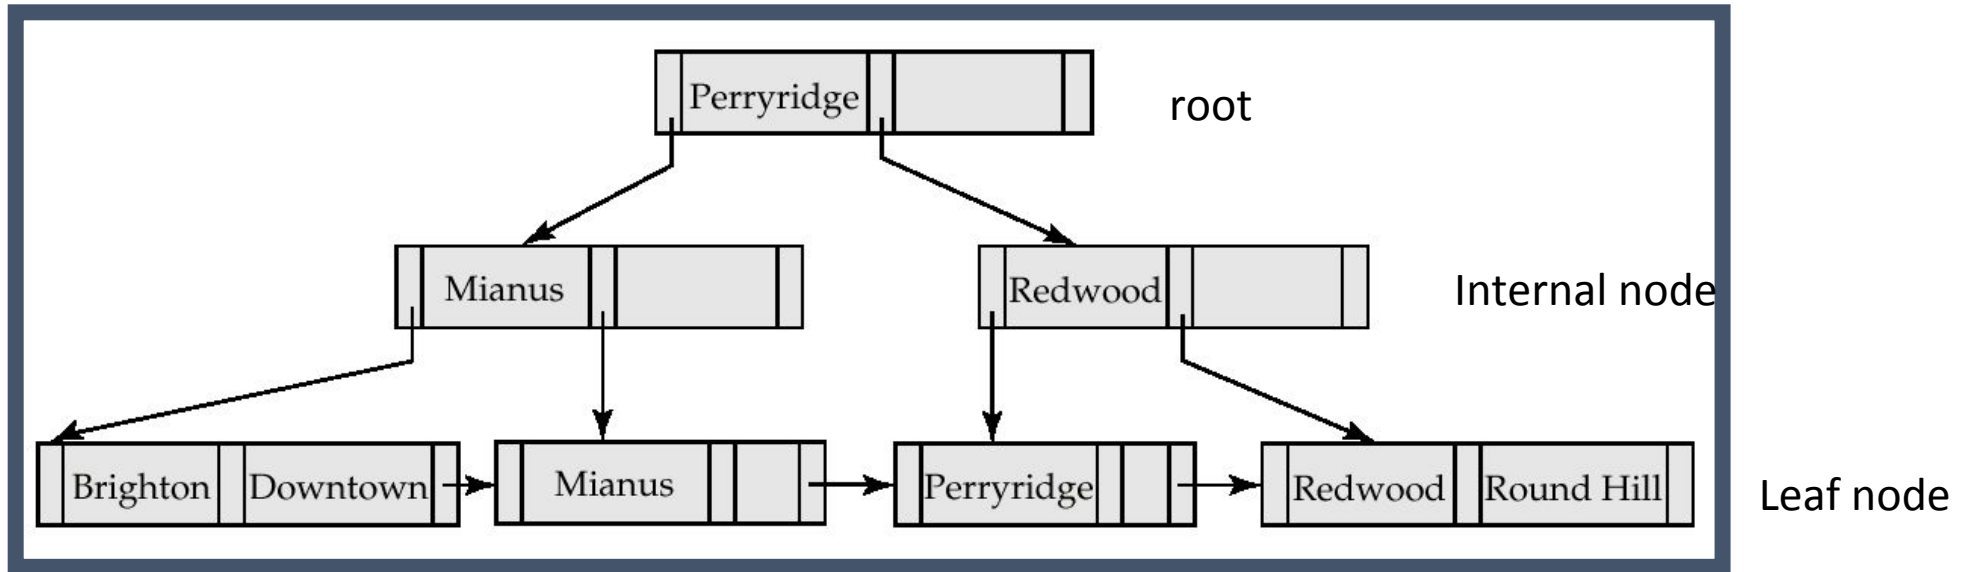 Perryridge
root
Mianus
Redwood
Internal node
Brighton Downtown Mianus Perryridge Redwood Round Hill
Leaf node